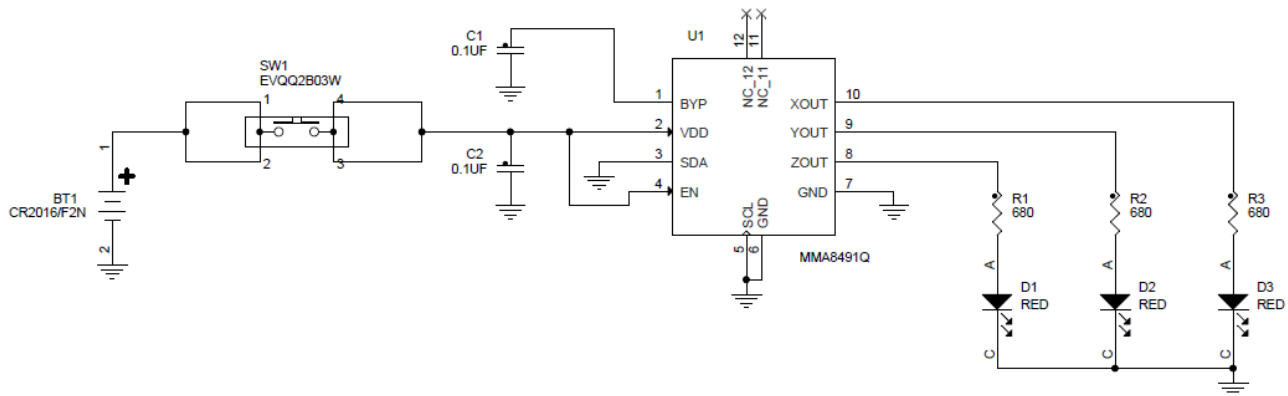 SW1
EVQQ2B03W
1
4
2
3
1
BT1
CR2016/F2N
2
C1
0.1UF
C2
0.1UF
U1
12
11
NC_12
NC_11
1
BYP
2
VDD
3
SDA
4
EN
XOUT
10
YOUT
9
ZOUT
8
GND
7
SCL
GND
5
6
MMA8491Q
R1
680
R2
680
R3
680
A
A
A
D1
RED
D2
RED
D3
RED
C
C
C